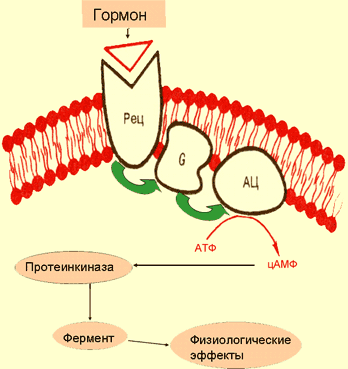 Гормон
Рец
G
АЦ
АТФ
цАМФ
Протеинкиназа
Фермент
Физиологические
эффекты